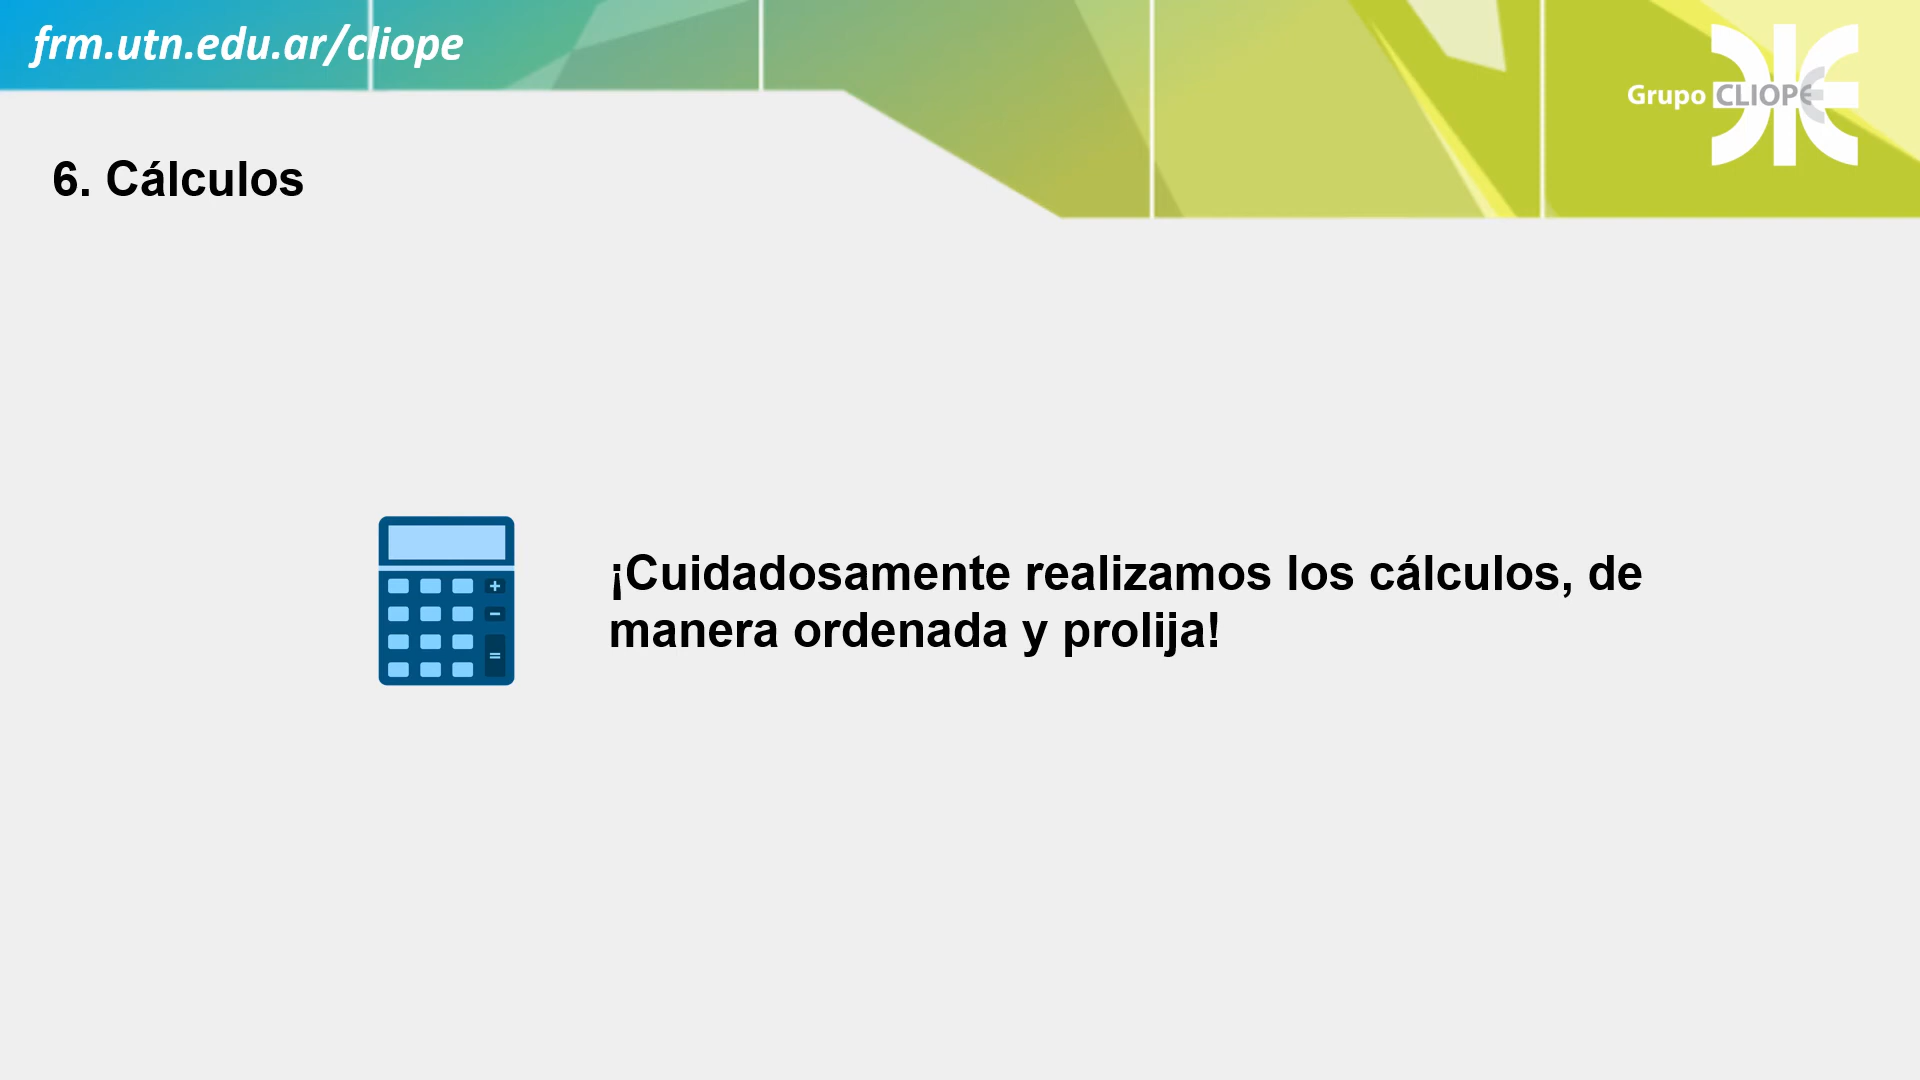 frm.utn.edu.ar/cliope
Grupo CLIOPE
6. Cálculos
¡Cuidadosamente realizamos los cálculos, de
manera ordenada y prolija!